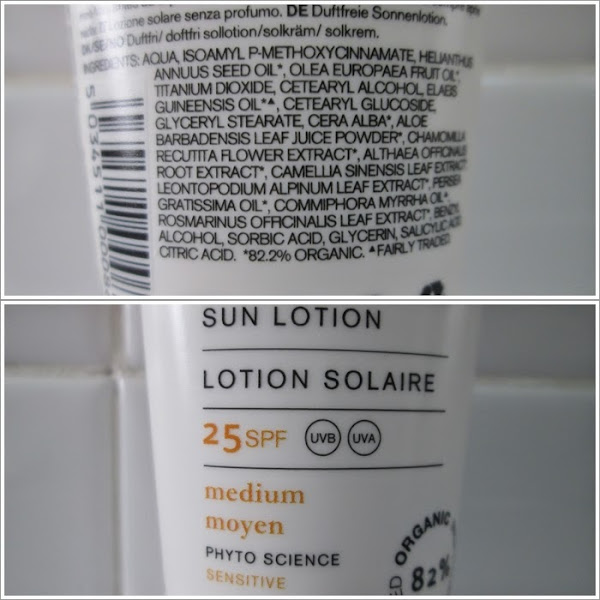 Lozione solare senza profumo. DE Duftfreie Sonnenlotion.
Duftfri/ doftfri sollotion/solkräm/ solkrem.
INGREDIENTS: AQUA, ISOAMYL P-METHOXYCINNAMATE, HELIANTHUS
ANNUUS SEED OIL*, OLEA EUROPAEA FRUIT OIL*,
TITANIUM DIOXIDE, CETEARYL ALCOHOL, ELAEIS
GUINEENSIS OIL*▲, CETEARYL GLUCOSIDE,
GLYCERYL STEARATE, CERA ALBA*, ALOE
BARBADENSIS LEAF JUICE POWDER*, CHAMOMILLA
RECUTITA FLOWER EXTRACT*, ALTHAEA OFFICINALIS
ROOT EXTRACT*, CAMELLIA SINENSIS LEAF EXTRACT
LEONTOPODIUM ALPINUM LEAF EXTRACT*, PERSEA
GRATISSIMA OIL*, COMMIPHORA MYRRHA OIL*
ROSMARINUS OFFICINALIS LEAF EXTRACT*, BENZYL
ALCOHOL, SORBIC ACID, GLYCERIN, SALICYLIC ACID,
CITRIC ACID. *82.2% ORGANIC. ▲FAIRLY TRADED
SUN LOTION
LOTION SOLAIRE
25 SPF UVB UVA
medium
moyen
PHYTO SCIENCE
SENSITIVE
ORGANIC
82%